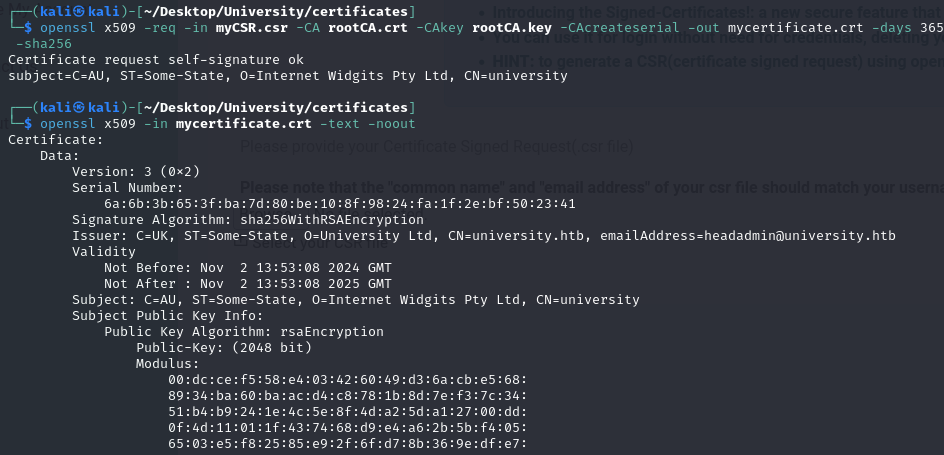 Introducing the Signed-Certificates!: a new secure feature that
┌──(kali㉿kali)-[~/Desktop/University/certificates]
└─$ openssl x509 -req -in myCSR.csr -CA rootCA.crt -CAkey rootCA.key -CAcreateserial -out mycertificate.crt -days 365
-sha256
You can use it for login without need for credentials, deleting y
Certificate request self-signature ok
HINT: to generate a CSR(certificate signed request) using open
subject=C=AU, ST=Some-State, O=Internet Widgits Pty Ltd, CN=university
┌──(kali㉿kali)-[~/Desktop/University/certificates]
└─$ openssl x509 -in mycertificate.crt -text -noout
Certificate:
Please provide your Certificate Signed Request(.csr file)
Data:
Version: 3 (0×2)
Serial Number:
Please note that the "common name" and "email address" of your csr file should match your usern
6a:6b:3b:65:3f:ba:7d:80:be:10:8f:98:24:fa:1f:2e:bf:50:23:41
Signature Algorithm: sha256WithRSAEncryption
Issuer: C=UK, ST=Some-State, O=University Ltd, CN=university.htb, emailAddress=headadmin@university.htb
Select your CSR file
Validity
Not Before: Nov  2 13:53:08 2024 GMT
Not After : Nov  2 13:53:08 2025 GMT
Subject: C=AU, ST=Some-State, O=Internet Widgits Pty Ltd, CN=university
Subject Public Key Info:
Public Key Algorithm: rsaEncryption
Public-Key: (2048 bit)
Modulus:
00:dc:ce:f5:58:e4:03:42:60:49:d3:6a:cb:e5:68:
89:34:ba:60:ba:ac:d4:c8:78:1b:8d:7e:f3:7c:34:
51:b4:b9:24:1e:4c:5e:8f:4d:a2:5d:a1:27:00:dd:
0f:4d:11:01:1f:43:74:68:d9:e4:a6:2b:5b:f4:05:
65:03:e5:f8:25:85:e9:2f:6f:d7:8b:36:9e:df:e7: